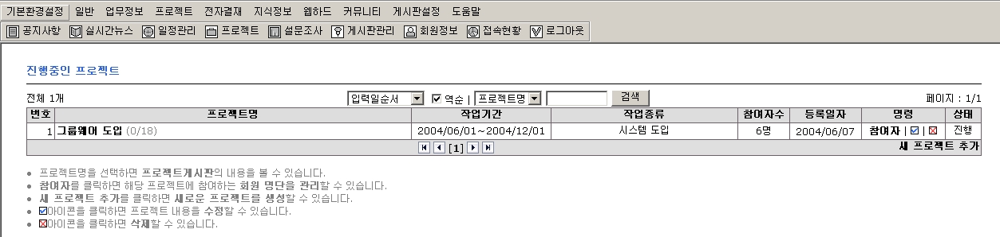 기본환경설정 일반 업무정보 프로젝트 전자결재 지식정보 웹하드 커뮤니티 게시판설정 도움말
공지사항 실시간뉴스 일정관리 프로젝트 설문조사 게시판관리 회원정보 접속현황 로그아웃
진행중인 프로젝트
전체 1개 입력일순서 역순 | 프로젝트명 검색 페이지 : 1/1
번호 프로젝트명 작업기간 작업종류 참여자수 등록일자 명령 상태
1 그룹웨어 도입 (0/18) 2004/06/01~2004/12/01 시스템 도입 6명 2004/06/07 참여자 | | 진행
[1] 새 프로젝트 추가
● 프로젝트명을 선택하면 프로젝트게시판의 내용을 볼 수 있습니다.
● 참여자를 클릭하면 해당 프로젝트에 참여하는 회원 명단을 관리할 수 있습니다.
● 새 프로젝트 추가를 클릭하면 새로운 프로젝트를 생성할 수 있습니다.
● 아이콘을 클릭하면 프로젝트 내용을 수정할 수 있습니다.
● 아이콘을 클릭하면 삭제할 수 있습니다.